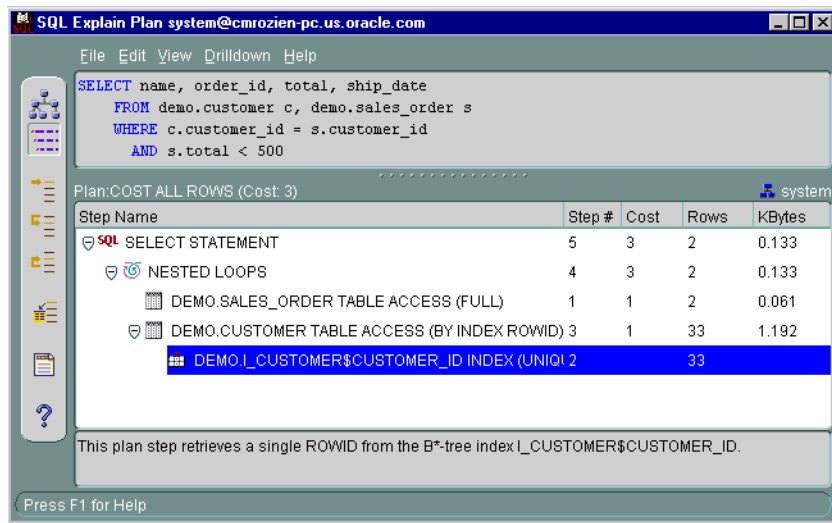 SQL Explain Plan system@cmrozien-pc.us.oracle.com
File Edit View Drilldown Help
SELECT name, order_id, total, ship_date
FROM demo.customer c, demo.sales_order s
WHERE c.customer_id = s.customer_id
AND s.total < 500
Plan:COST ALL ROWS (Cost: 3) system
Step Name Step # Cost Rows KBytes
SQL SELECT STATEMENT 5 3 2 0.133
NESTED LOOPS 4 3 2 0.133
DEMO.SALES_ORDER TABLE ACCESS (FULL) 1 1 2 0.061
DEMO.CUSTOMER TABLE ACCESS (BY INDEX ROWID) 3 1 33 1.192
DEMO.I_CUSTOMER$CUSTOMER_ID INDEX (UNIQU 2 33
This plan step retrieves a single ROWID from the B*-tree index I_CUSTOMER$CUSTOMER_ID.
Press F1 for Help